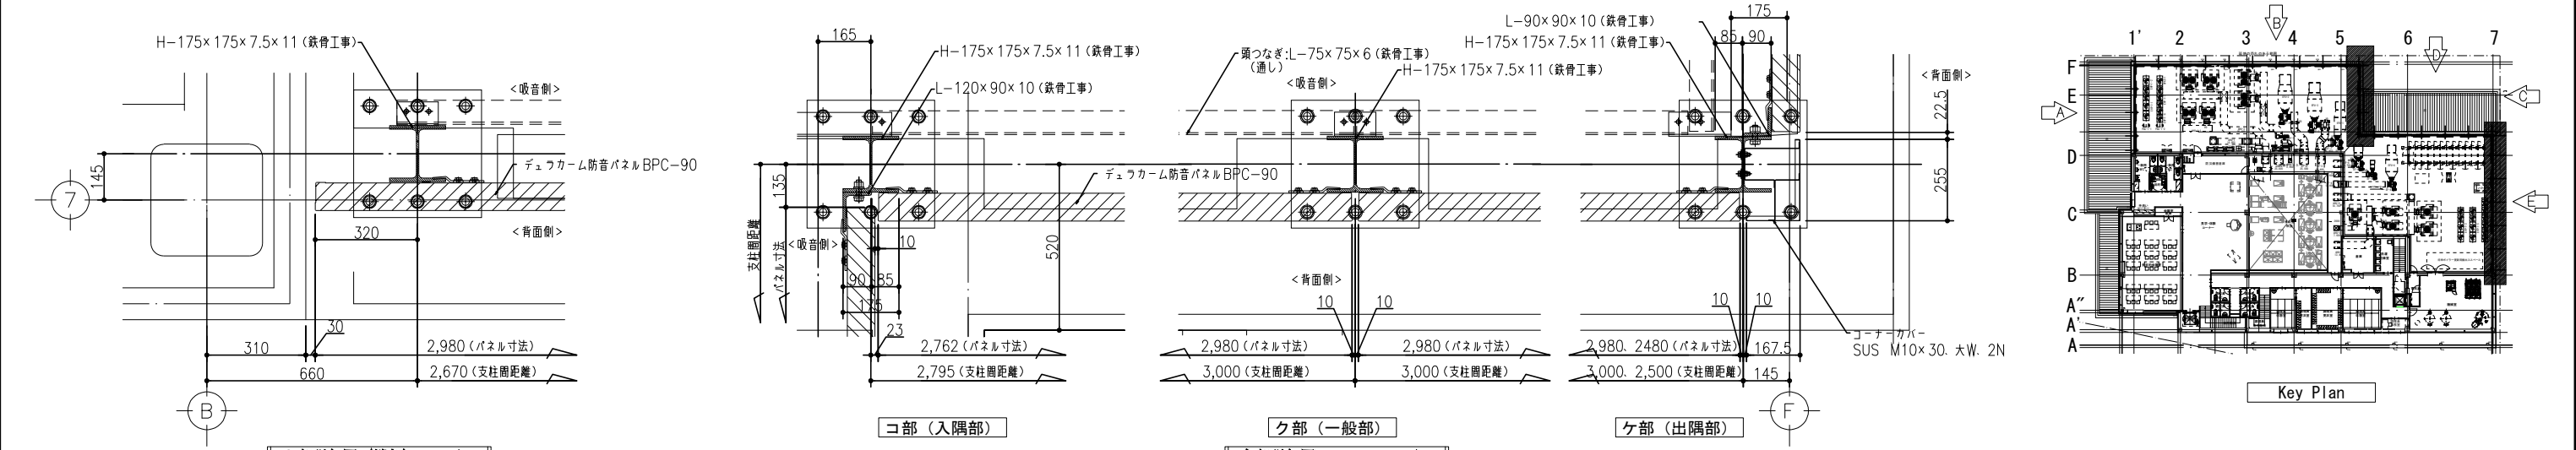 H-175×175×7.5×11 (鉄骨工事)
<吸音側>
デュラカーム防音パネルBPC-90
145
7
320
<背面側>
310
30
2,980 (パネル寸法)
660
2,670 (支柱間距離)
B
165
H-175×175×7.5×11 (鉄骨工事)
L-120×90×10 (鉄骨工事)
135
支柱間距離
パネル寸法
<吸音側>
10
90
85
175
23
520
デュラカーム防音パネルBPC-90
2,762 (パネル寸法)
2,795 (支柱間距離)
コ部 (入隅部)
頭つなぎ:L-75×75×6 (鉄骨工事)
(通し)
<吸音側>
H-175×175×7.5×11 (鉄骨工事)
<背面側>
10
10
2,980 (パネル寸法)
2,980 (パネル寸法)
3,000 (支柱間距離)
3,000 (支柱間距離)
ク部 (一般部)
175
L-90×90×10 (鉄骨工事)
85
90
H-175×175×7.5×11 (鉄骨工事)
<背面側>
22.5
255
10
10
コーナーカバー
SUS M10×30. 大W. 2N
2,980. 2480 (パネル寸法)
167.5
3,000. 2,500 (支柱間距離)
145
F
ケ部 (出隅部)
B
D
1' 2 3 4 5 6 7
F
E
D
C
B
A"
A'
A
A
C
E
Key Plan